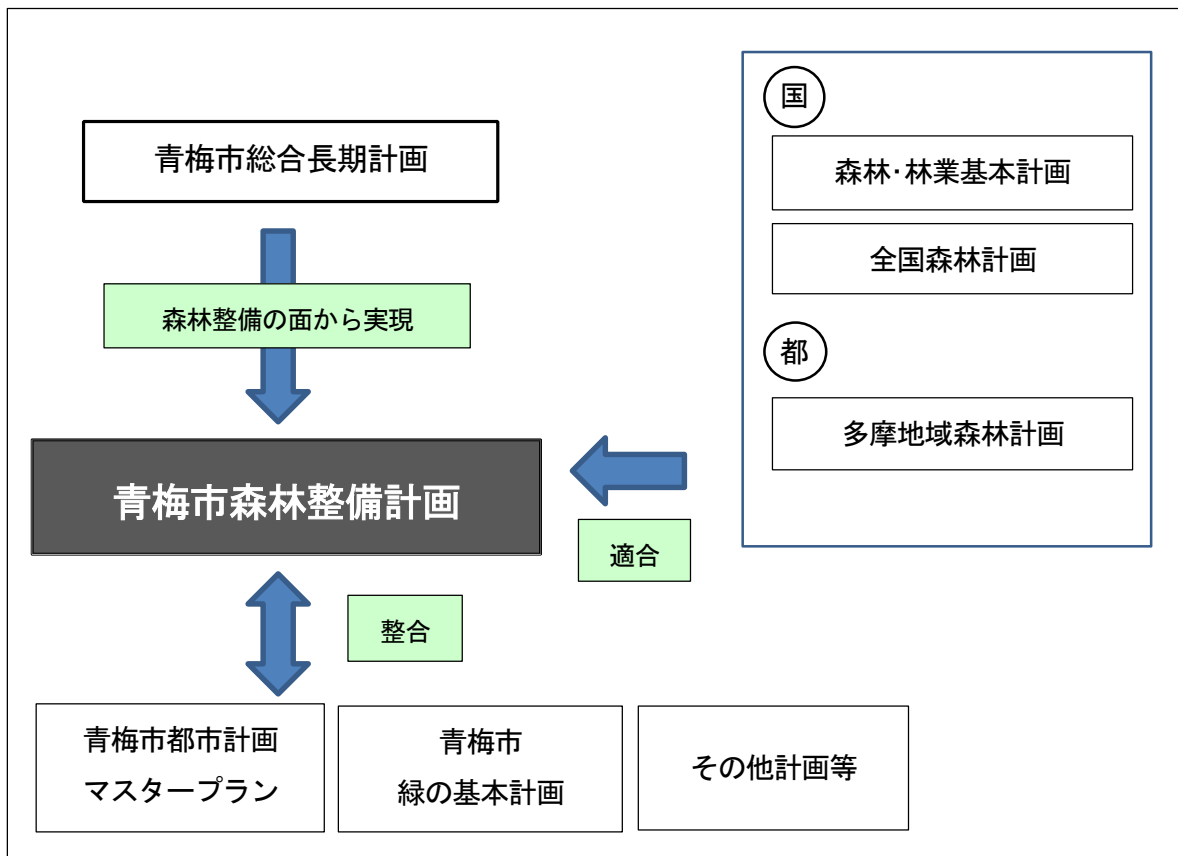 青梅市総合長期計画
森林整備の面から実現
青梅市森林整備計画
整合
青梅市都市計画
マスタープラン
青梅市
緑の基本計画
その他計画等
適合
国
森林・林業基本計画
全国森林計画
都
多摩地域森林計画